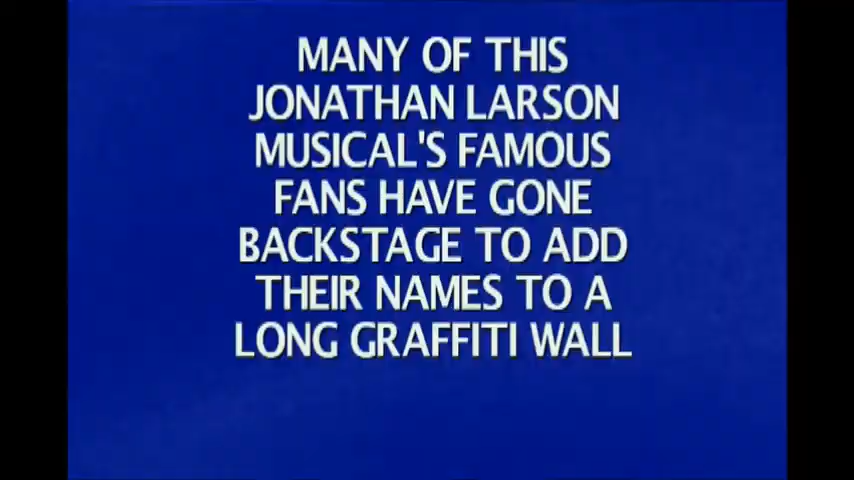 MANY OF THIS
JONATHAN LARSON
MUSICAL'S FAMOUS
FANS HAVE GONE
BACKSTAGE TO ADD
THEIR NAMES TO A
LONG GRAFFITI WALL